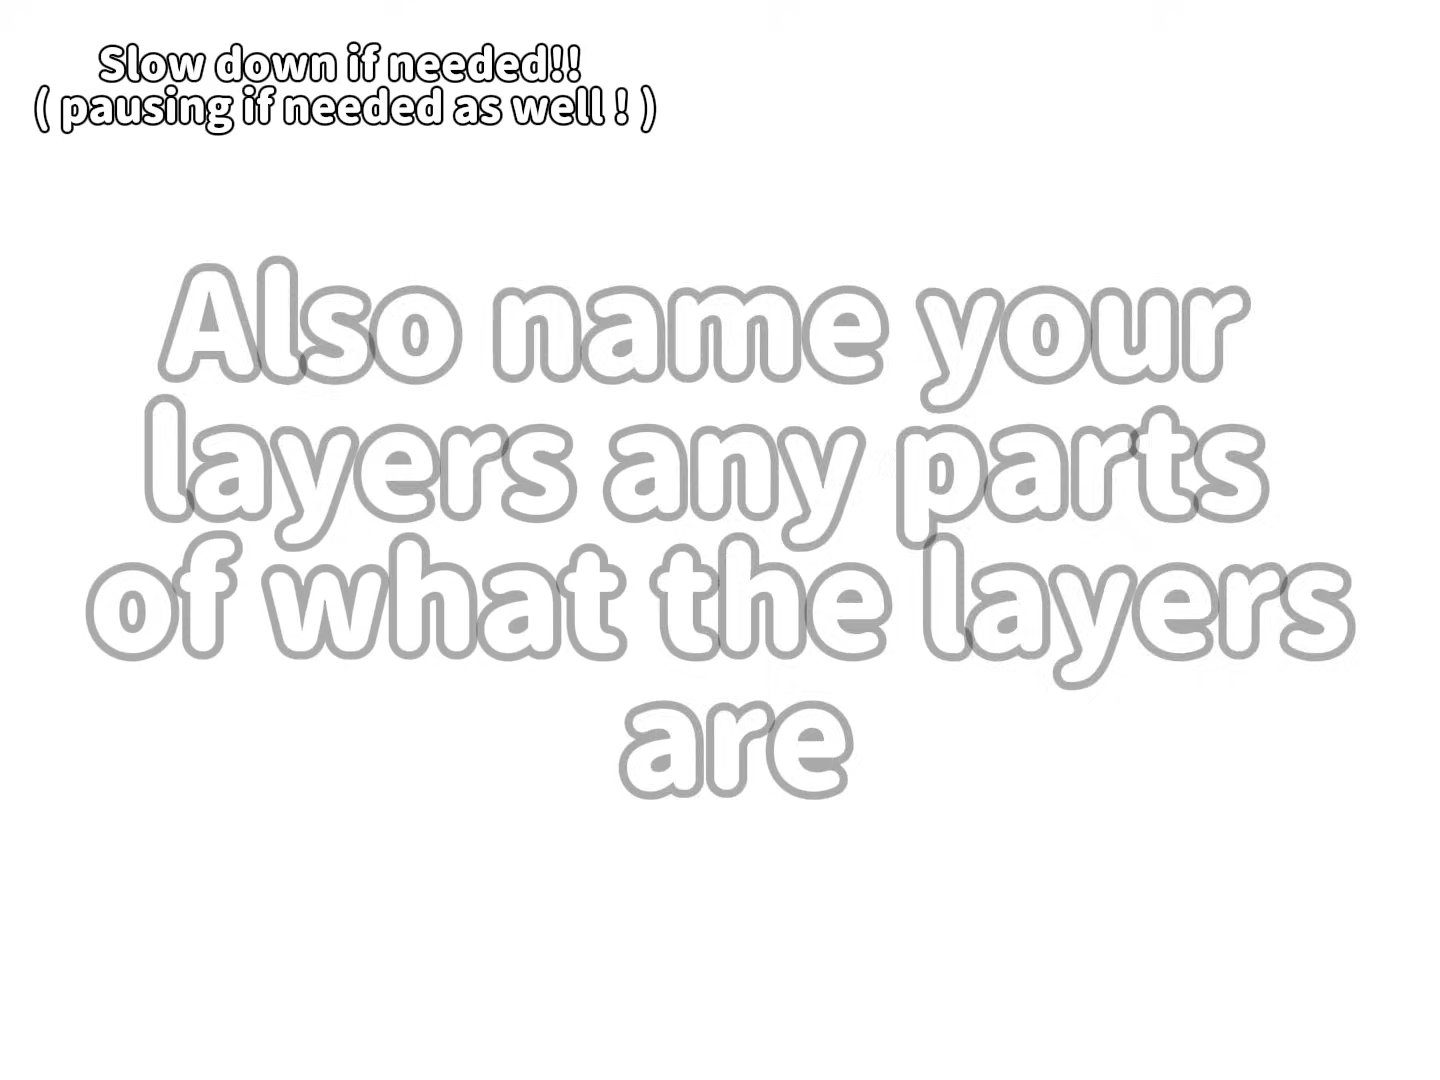 Slow down if needed!!
( pausing if needed as well ! )
Also name your
layers any parts
of what the layers
are